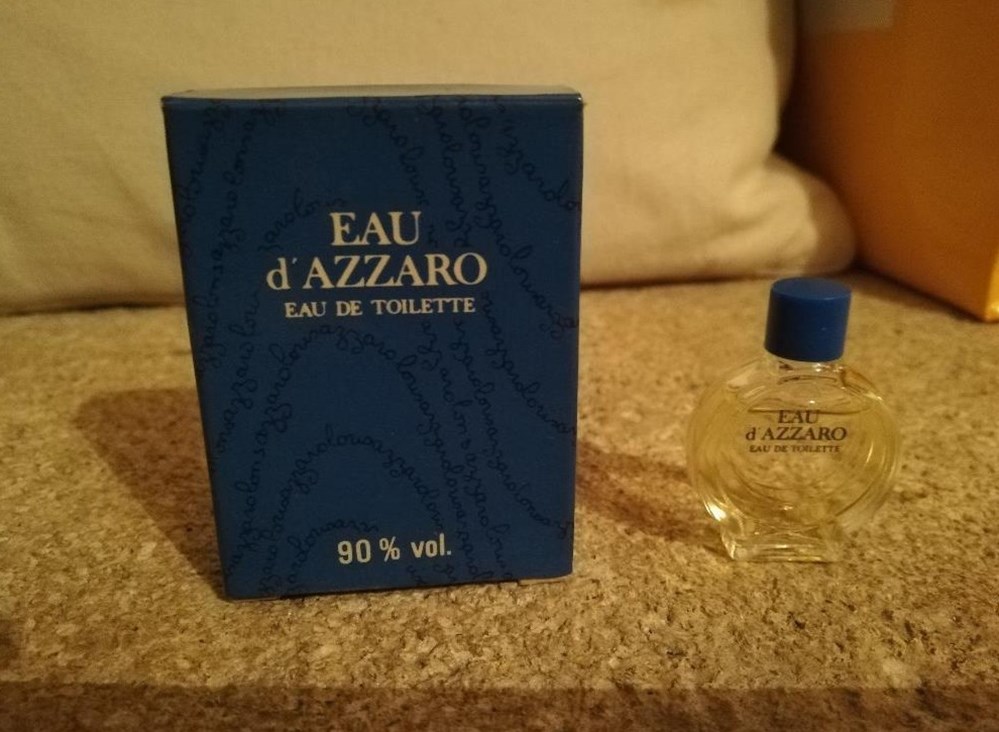 EAU
d'AZZARO
EAU DE TOILETTE
90 % vol.
EAU
d'AZZARO
EAU DE TOILETTE